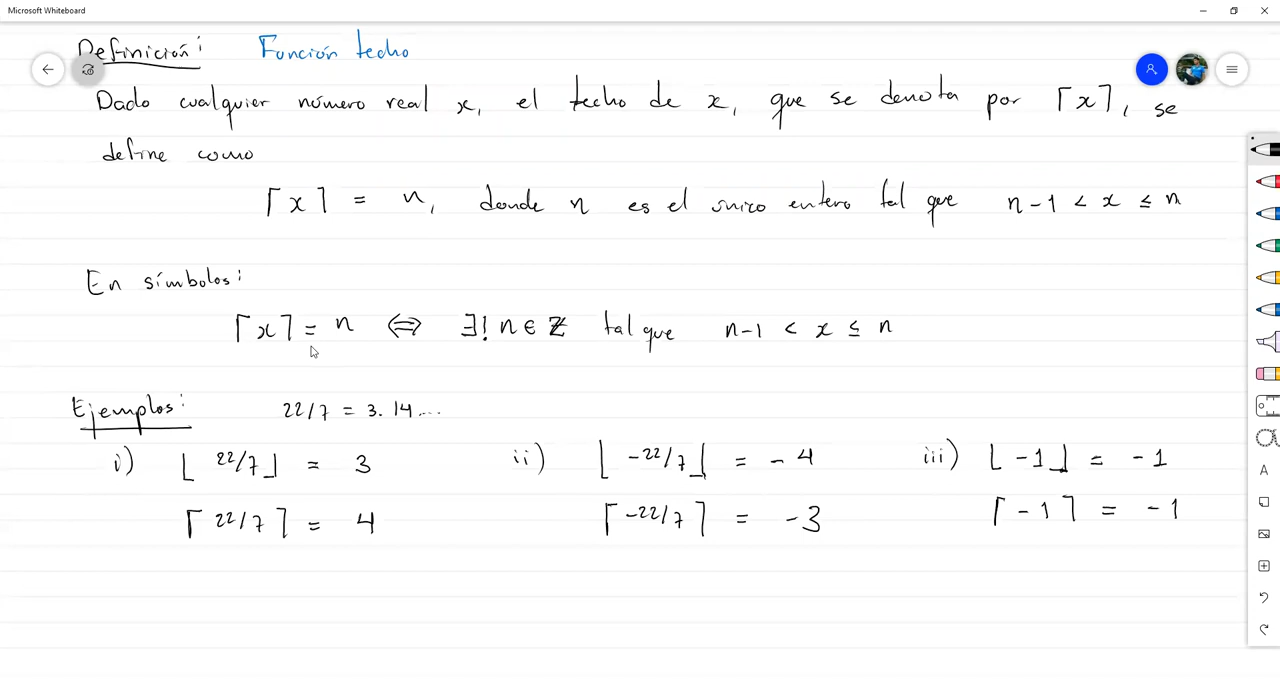 Microsoft Whiteboard
Definición: Función techo
Dado cualquier número real x, el techo de x, que se denota por ⌈x⌉, se
define como
⌈x⌉ = n, donde n es el único entero tal que n-1 < x ≤ n
En símbolos:
⌈x⌉ = n ⇔ ∃! n ∈ ℤ tal que n-1 < x ≤ n
Ejemplos: 22/7 = 3.14...
i) ⌊22/7⌋ = 3 ii) ⌊-22/7⌋ = -4 iii) ⌊-1⌋ = -1
⌈22/7⌉ = 4 ⌈-22/7⌉ = -3 ⌈-1⌉ = -1